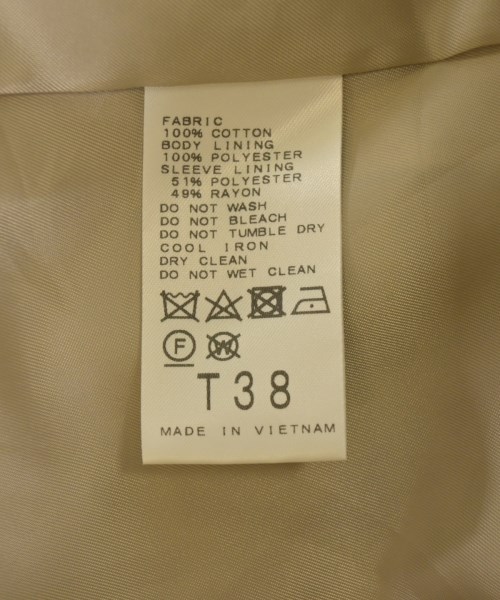 FABRIC
100% COTTON
BODY LINING
100% POLYESTER
SLEEVE LINING
51% POLYESTER
49% RAYON
DO NOT WASH
DO NOT BLEACH
DO NOT TUMBLE DRY
COOL IRON
DRY CLEAN
DO NOT WET CLEAN
F W
T38
MADE IN VIETNAM